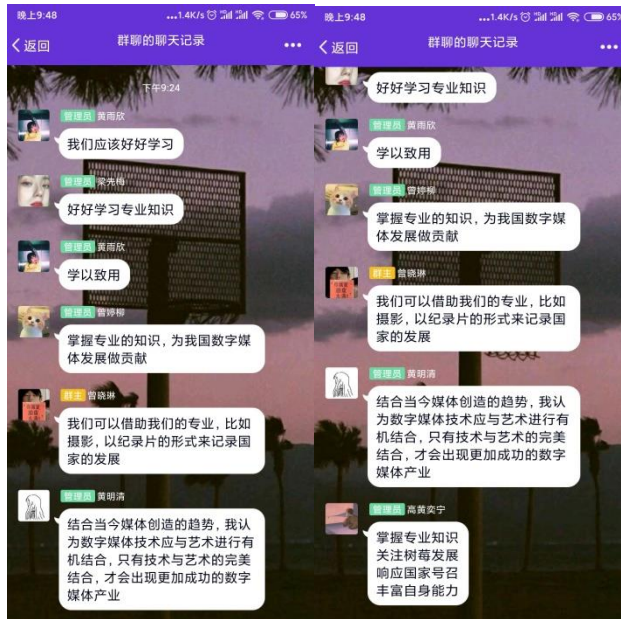 晚上9:48
...1.4K/s
65%
返回
群聊的聊天记录
下午9:24
管理员 黄雨欣
我们应该好好学习
管理员 梁先梅
好好学习专业知识
管理员 黄雨欣
学以致用
管理员 曾婷柳
掌握专业的知识，为我国数字媒
体发展做贡献
群主 曾晓琳
我们可以借助我们的专业，比如
摄影，以纪录片的形式来记录国
家的发展
管理员 黄明清
结合当今媒体创造的趋势，我认
为数字媒体技术应与艺术进行有
机结合，只有技术与艺术的完美
结合，才会出现更加成功的数字
媒体产业
晚上9:48
...1.4K/s
65%
返回
群聊的聊天记录
好好学习专业知识
管理员 黄雨欣
学以致用
管理员 曾婷柳
掌握专业的知识，为我国数字媒
体发展做贡献
群主 曾晓琳
我们可以借助我们的专业，比如
摄影，以纪录片的形式来记录国
家的发展
管理员 黄明清
结合当今媒体创造的趋势，我认
为数字媒体技术应与艺术进行有
机结合，只有技术与艺术的完美
结合，才会出现更加成功的数字
媒体产业
管理员 高黄奕宁
掌握专业知识
关注树莓发展
响应国家号召
丰富自身能力